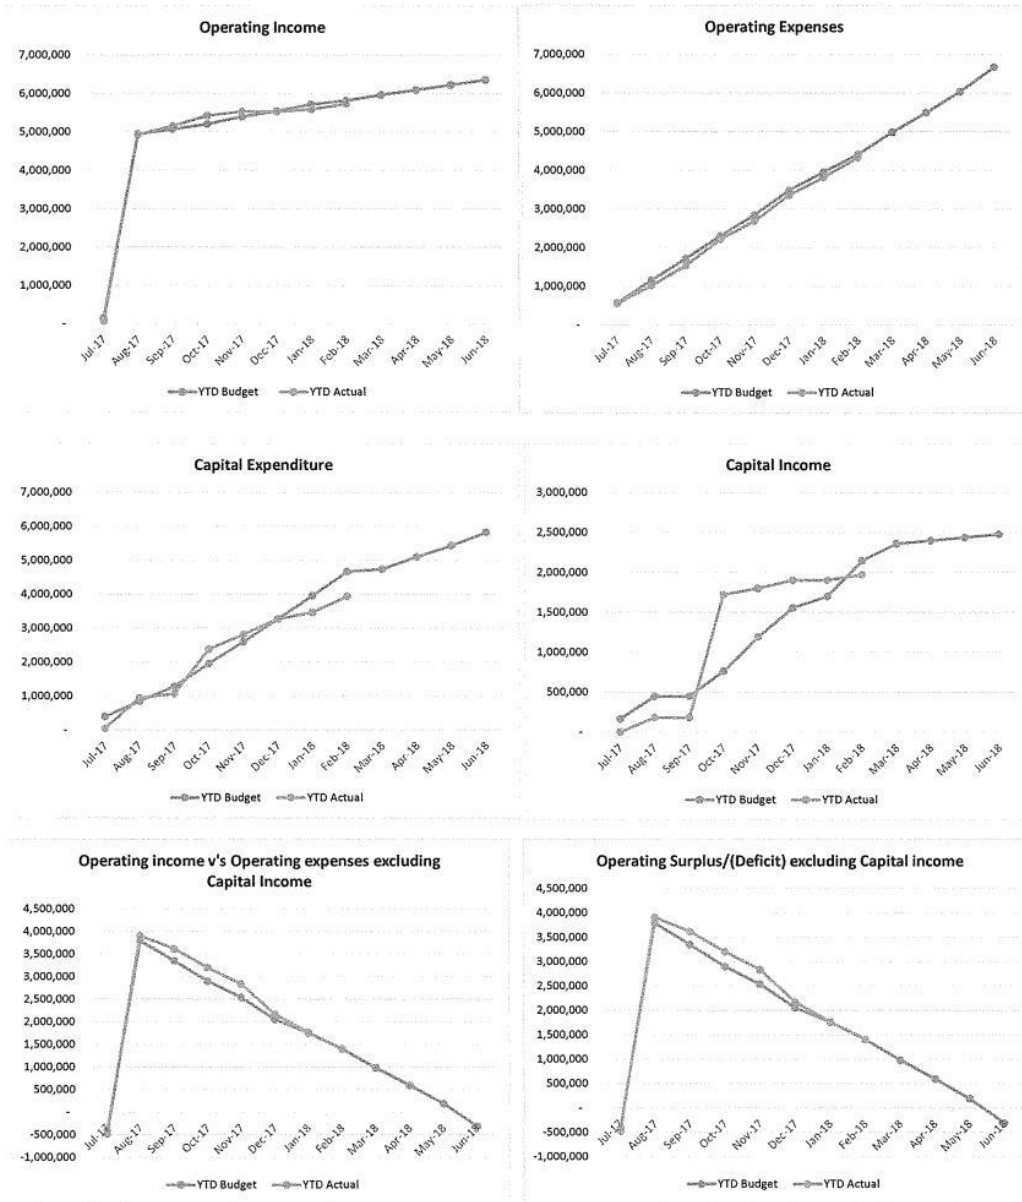 Operating Income
7,000,000
6,000,000
5,000,000
4,000,000
3,000,000
2,000,000
1,000,000
-
Jul-17 Aug-17 Sep-17 Oct-17 Nov-17 Dec-17 Jan-18 Feb-18 Mar-18 Apr-18 May-18 Jun-18
YTD Budget YTD Actual
Operating Expenses
7,000,000
6,000,000
5,000,000
4,000,000
3,000,000
2,000,000
1,000,000
-
Jul-17 Aug-17 Sep-17 Oct-17 Nov-17 Dec-17 Jan-18 Feb-18 Mar-18 Apr-18 May-18 Jun-18
YTD Budget YTD Actual
Capital Expenditure
7,000,000
6,000,000
5,000,000
4,000,000
3,000,000
2,000,000
1,000,000
-
Jul-17 Aug-17 Sep-17 Oct-17 Nov-17 Dec-17 Jan-18 Feb-18 Mar-18 Apr-18 May-18 Jun-18
YTD Budget YTD Actual
Capital Income
3,000,000
2,500,000
2,000,000
1,500,000
1,000,000
500,000
-
Jul-17 Aug-17 Sep-17 Oct-17 Nov-17 Dec-17 Jan-18 Feb-18 Mar-18 Apr-18 May-18 Jun-18
YTD Budget YTD Actual
Operating income v's Operating expenses excluding
Capital Income
4,500,000
4,000,000
3,500,000
3,000,000
2,500,000
2,000,000
1,500,000
1,000,000
500,000
-
-500,000
-1,000,000
Jul-17 Aug-17 Sep-17 Oct-17 Nov-17 Dec-17 Jan-18 Feb-18 Mar-18 Apr-18 May-18 Jun-18
YTD Budget YTD Actual
Operating Surplus/(Deficit) excluding Capital income
4,500,000
4,000,000
3,500,000
3,000,000
2,500,000
2,000,000
1,500,000
1,000,000
500,000
-
-500,000
-1,000,000
Jul-17 Aug-17 Sep-17 Oct-17 Nov-17 Dec-17 Jan-18 Feb-18 Mar-18 Apr-18 May-18 Jun-18
YTD Budget YTD Actual